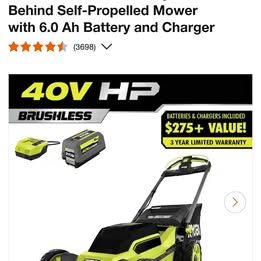 Behind Self-Propelled Mower
with 6.0 Ah Battery and Charger
(3698)
40V HP
BRUSHLESS
BATTERIES & CHARGERS INCLUDED
$275+ VALUE!
3 YEAR LIMITED WARRANTY
RYOBI